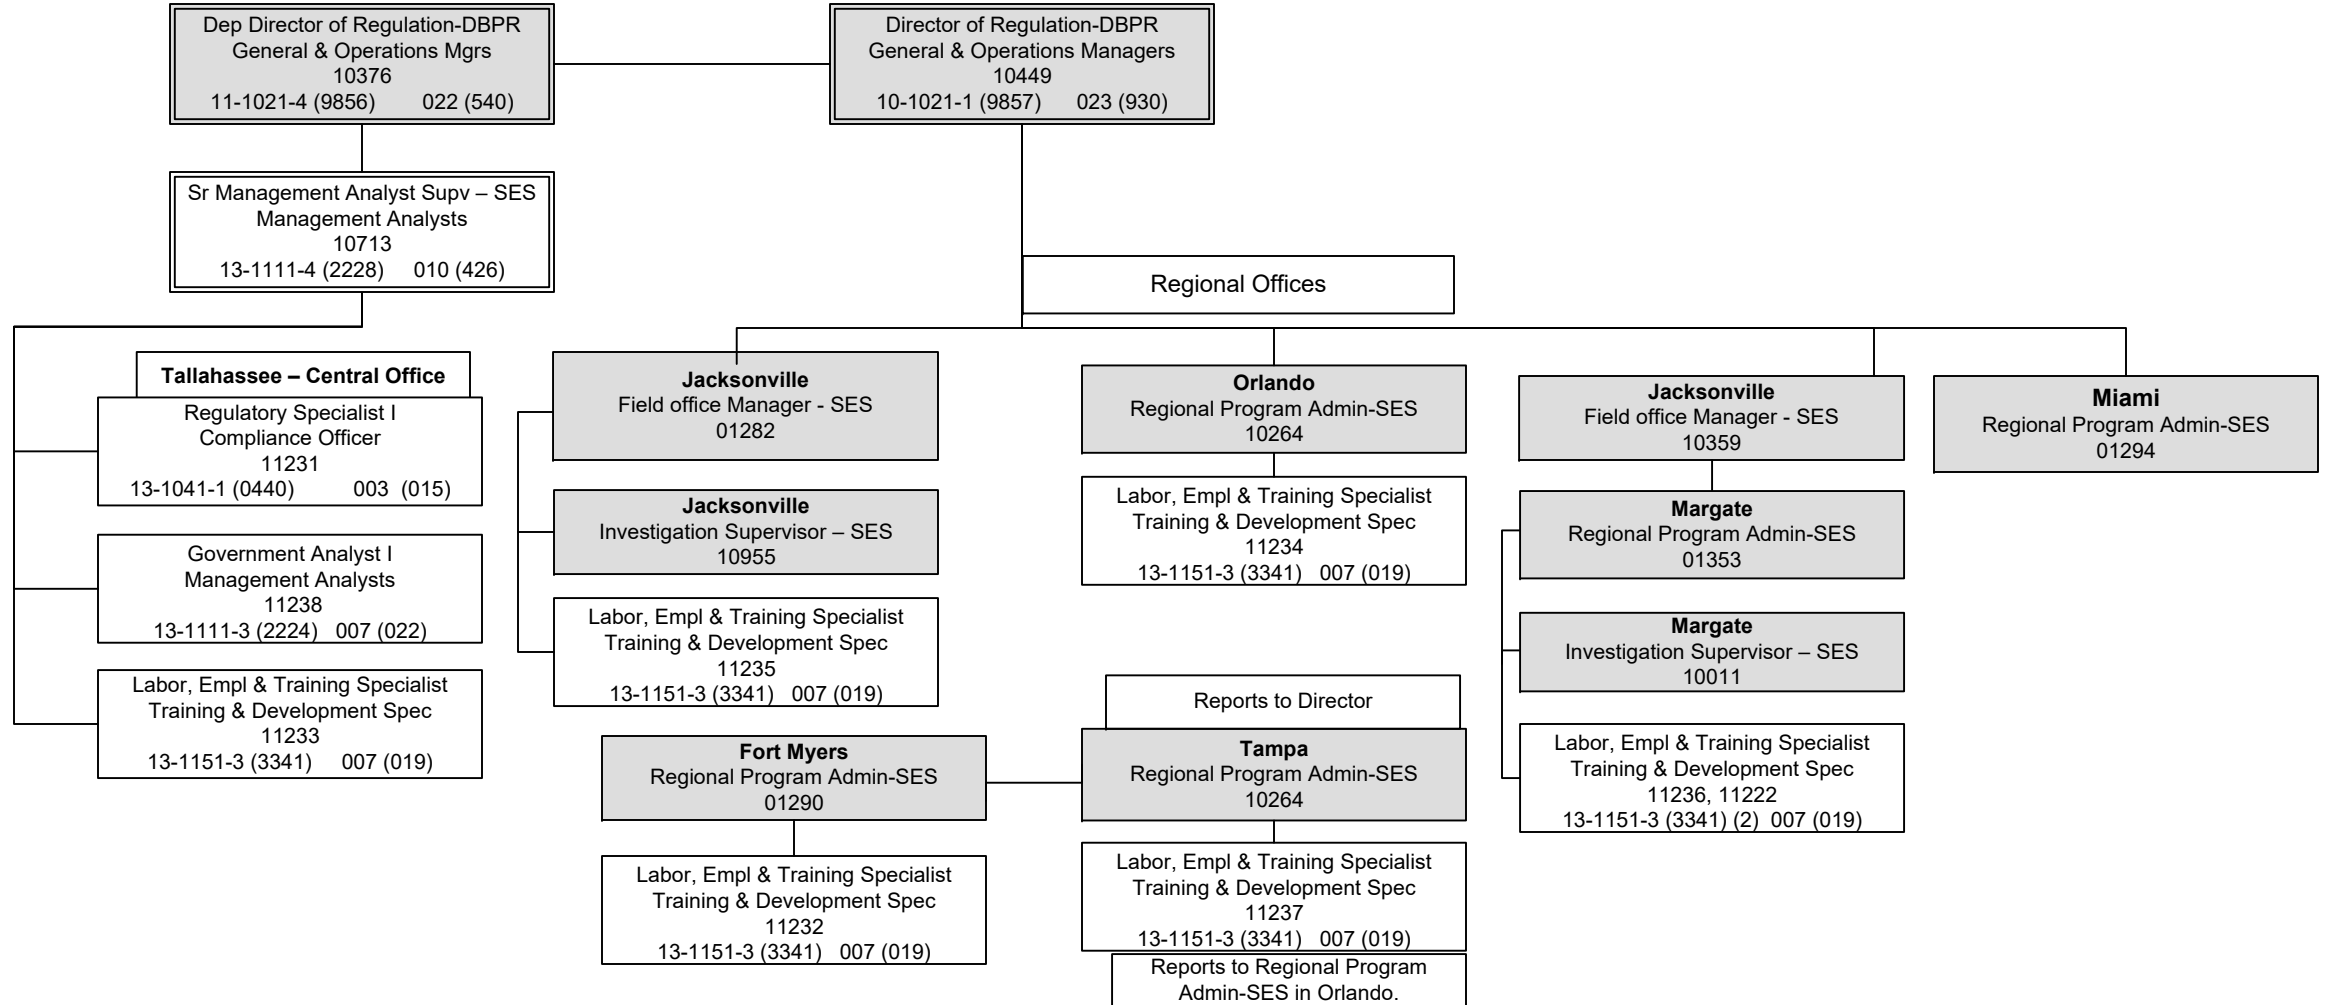 Dep Director of Regulation-DBPR
General & Operations Mgrs
10376
11-1021-4 (9856) 022 (540)
Director of Regulation-DBPR
General & Operations Managers
10449
10-1021-1 (9857) 023 (930)
Sr Management Analyst Supv – SES
Management Analysts
10713
13-1111-4 (2228) 010 (426)
Regional Offices
Tallahassee – Central Office
Regulatory Specialist I
Compliance Officer
11231
13-1041-1 (0440) 003 (015)
Government Analyst I
Management Analysts
11238
13-1111-3 (2224) 007 (022)
Labor, Empl & Training Specialist
Training & Development Spec
11233
13-1151-3 (3341) 007 (019)
Jacksonville
Field office Manager - SES
01282
Jacksonville
Investigation Supervisor – SES
10955
Labor, Empl & Training Specialist
Training & Development Spec
11235
13-1151-3 (3341) 007 (019)
Orlando
Regional Program Admin-SES
10264
Labor, Empl & Training Specialist
Training & Development Spec
11234
13-1151-3 (3341) 007 (019)
Jacksonville
Field office Manager - SES
10359
Margate
Regional Program Admin-SES
01353
Margate
Investigation Supervisor – SES
10011
Labor, Empl & Training Specialist
Training & Development Spec
11236, 11222
13-1151-3 (3341) (2) 007 (019)
Miami
Regional Program Admin-SES
01294
Fort Myers
Regional Program Admin-SES
01290
Labor, Empl & Training Specialist
Training & Development Spec
11232
13-1151-3 (3341) 007 (019)
Reports to Director
Tampa
Regional Program Admin-SES
10264
Labor, Empl & Training Specialist
Training & Development Spec
11237
13-1151-3 (3341) 007 (019)
Reports to Regional Program
Admin-SES in Orlando.